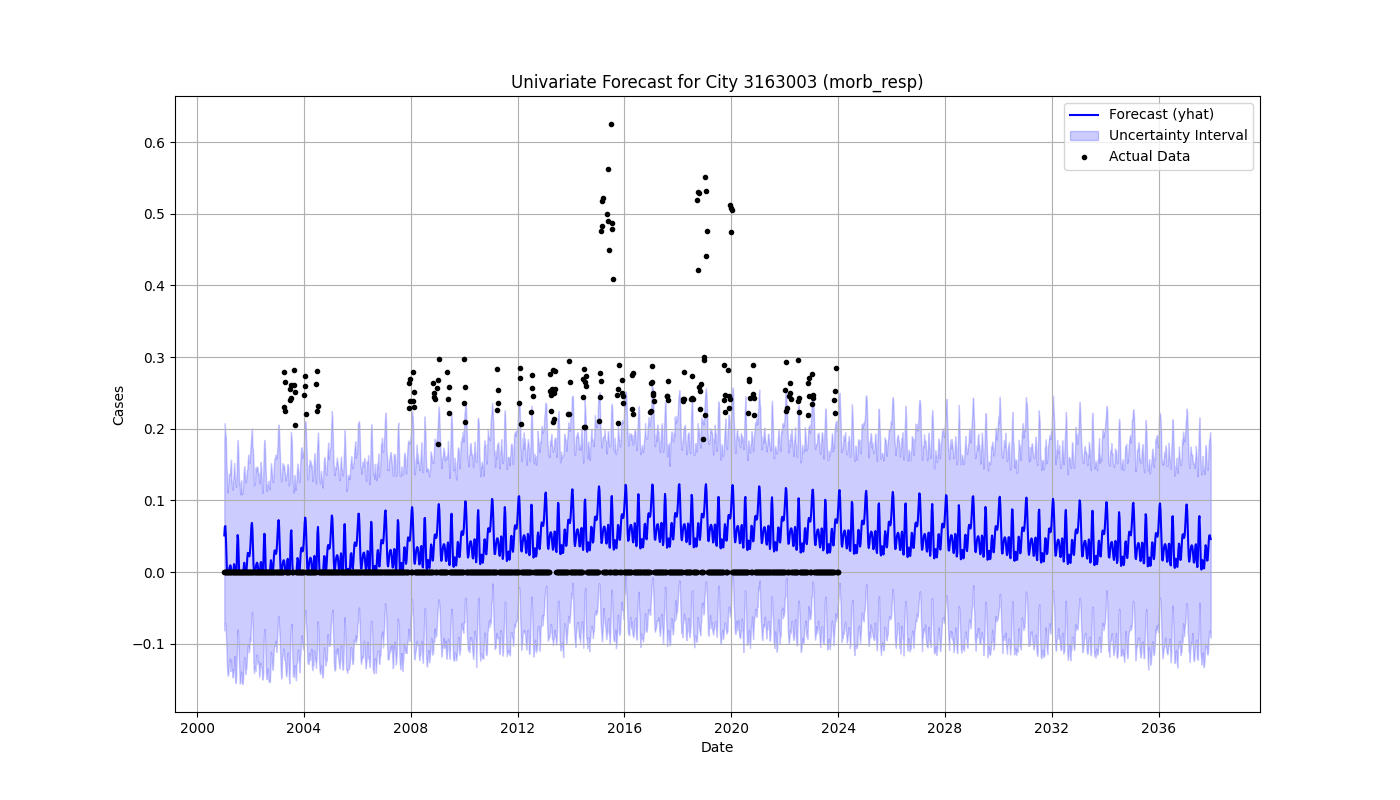 Univariate Forecast for City 3163003 (morb_resp)
Forecast (yhat)
Uncertainty Interval
Actual Data
Cases
0.6
0.5
0.4
0.3
0.2
0.1
0.0
−0.1
2000 2004 2008 2012 2016 2020 2024 2028 2032 2036
Date